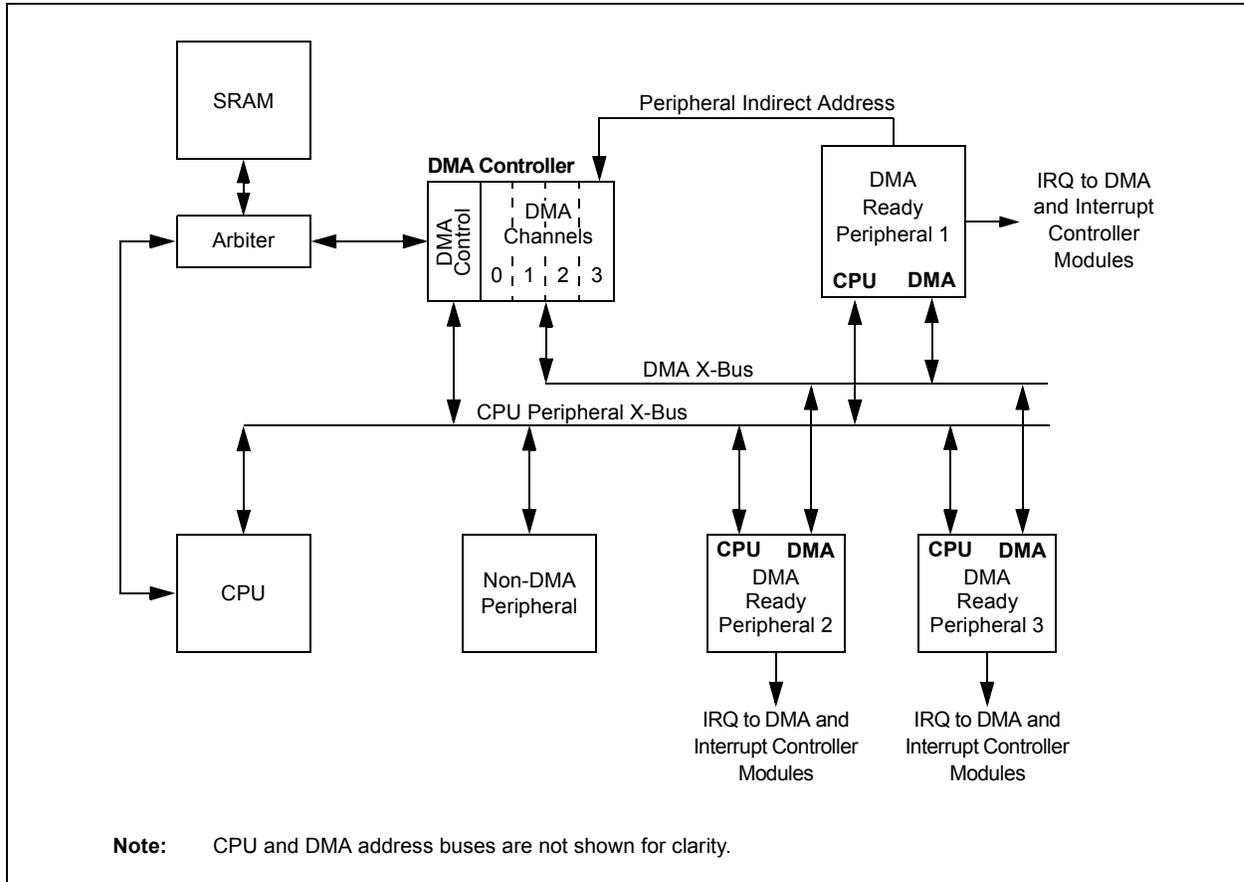 SRAM
Peripheral Indirect Address
DMA Controller
DMA
Ready
Peripheral 1
CPU DMA
IRQ to DMA
and Interrupt
Controller
Modules
Arbiter
DMA
Control
DMA
Channels
0 1 2 3
DMA X-Bus
CPU Peripheral X-Bus
CPU
Non-DMA
Peripheral
CPU DMA
DMA
Ready
Peripheral 2
CPU DMA
DMA
Ready
Peripheral 3
IRQ to DMA and
Interrupt Controller
Modules
IRQ to DMA and
Interrupt Controller
Modules
Note: CPU and DMA address buses are not shown for clarity.